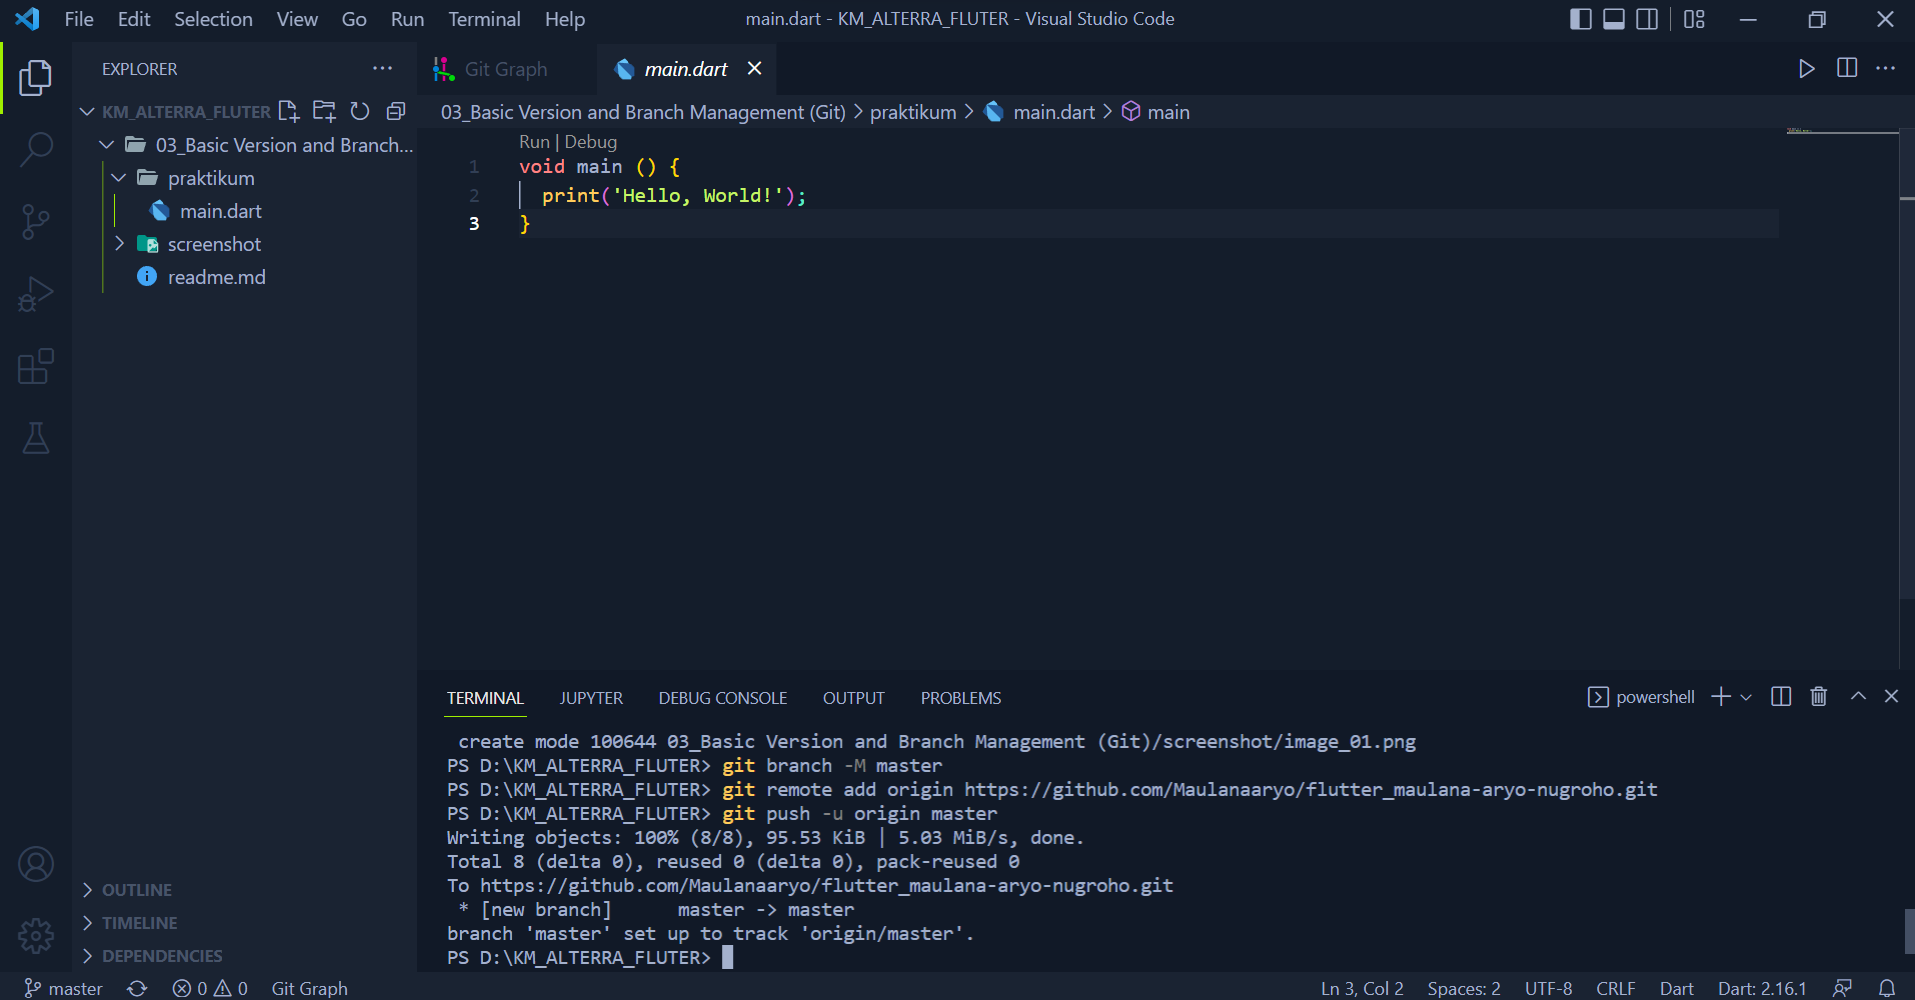 File Edit Selection View Go Run Terminal Help
main.dart - KM_ALTERRA_FLUTER - Visual Studio Code
EXPLORER
KM_ALTERRA_FLUTER
03_Basic Version and Branch...
praktikum
main.dart
screenshot
readme.md
OUTLINE
TIMELINE
DEPENDENCIES
Git Graph
main.dart
03_Basic Version and Branch Management (Git) > praktikum > main.dart > main
Run | Debug
1 void main () {
2 print('Hello, World!');
3 }
TERMINAL JUPYTER DEBUG CONSOLE OUTPUT PROBLEMS
powershell
create mode 100644 03_Basic Version and Branch Management (Git)/screenshot/image_01.png
PS D:\KM_ALTERRA_FLUTER> git branch -M master
PS D:\KM_ALTERRA_FLUTER> git remote add origin https://github.com/Maulanaaryo/flutter_maulana-aryo-nugroho.git
PS D:\KM_ALTERRA_FLUTER> git push -u origin master
Writing objects: 100% (8/8), 95.53 KiB | 5.03 MiB/s, done.
Total 8 (delta 0), reused 0 (delta 0), pack-reused 0
To https://github.com/Maulanaaryo/flutter_maulana-aryo-nugroho.git
* [new branch]      master -> master
branch 'master' set up to track 'origin/master'.
PS D:\KM_ALTERRA_FLUTER>
master 0 0 Git Graph
Ln 3, Col 2 Spaces: 2 UTF-8 CRLF Dart Dart: 2.16.1